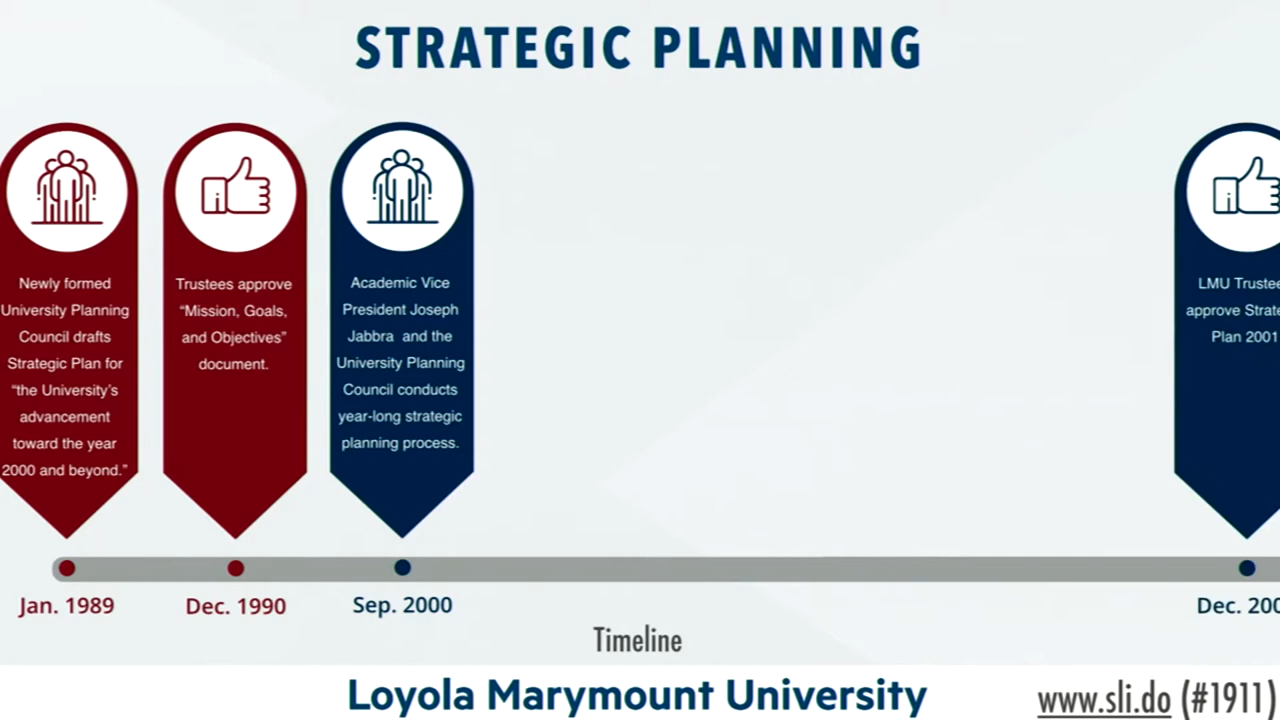 STRATEGIC PLANNING
Newly formed
University Planning
Council drafts
Strategic Plan for
“the University’s
advancement
toward the year
2000 and beyond.”
Trustees approve
“Mission, Goals,
and Objectives”
document.
Academic Vice
President Joseph
Jabbra and the
University Planning
Council conducts
year-long strategic
planning process.
LMU
approve
Plan 2001
Jan. 1989
Dec. 1990
Sep. 2000
Dec.
Timeline
Loyola Marymount University
www.sli.do (#1911)